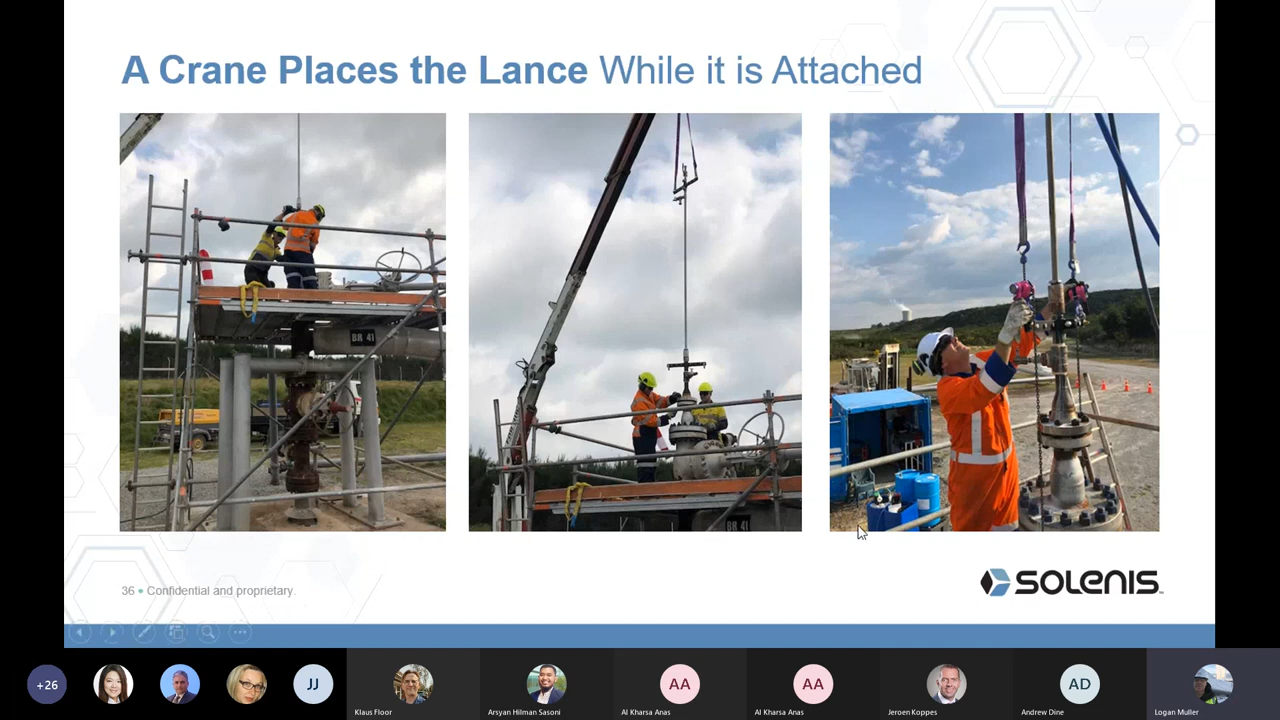 A Crane Places the Lance While it is Attached
BR 41
BR 41
36 • Confidential and proprietary.
SOLENIS
+26
JJ
AA
AA
AD
Klaus Floor
Arsyan Hilman Sasoni
Al Kharsa Anas
Al Kharsa Anas
Jeroen Koppes
Andrew Dine
Logan Muller